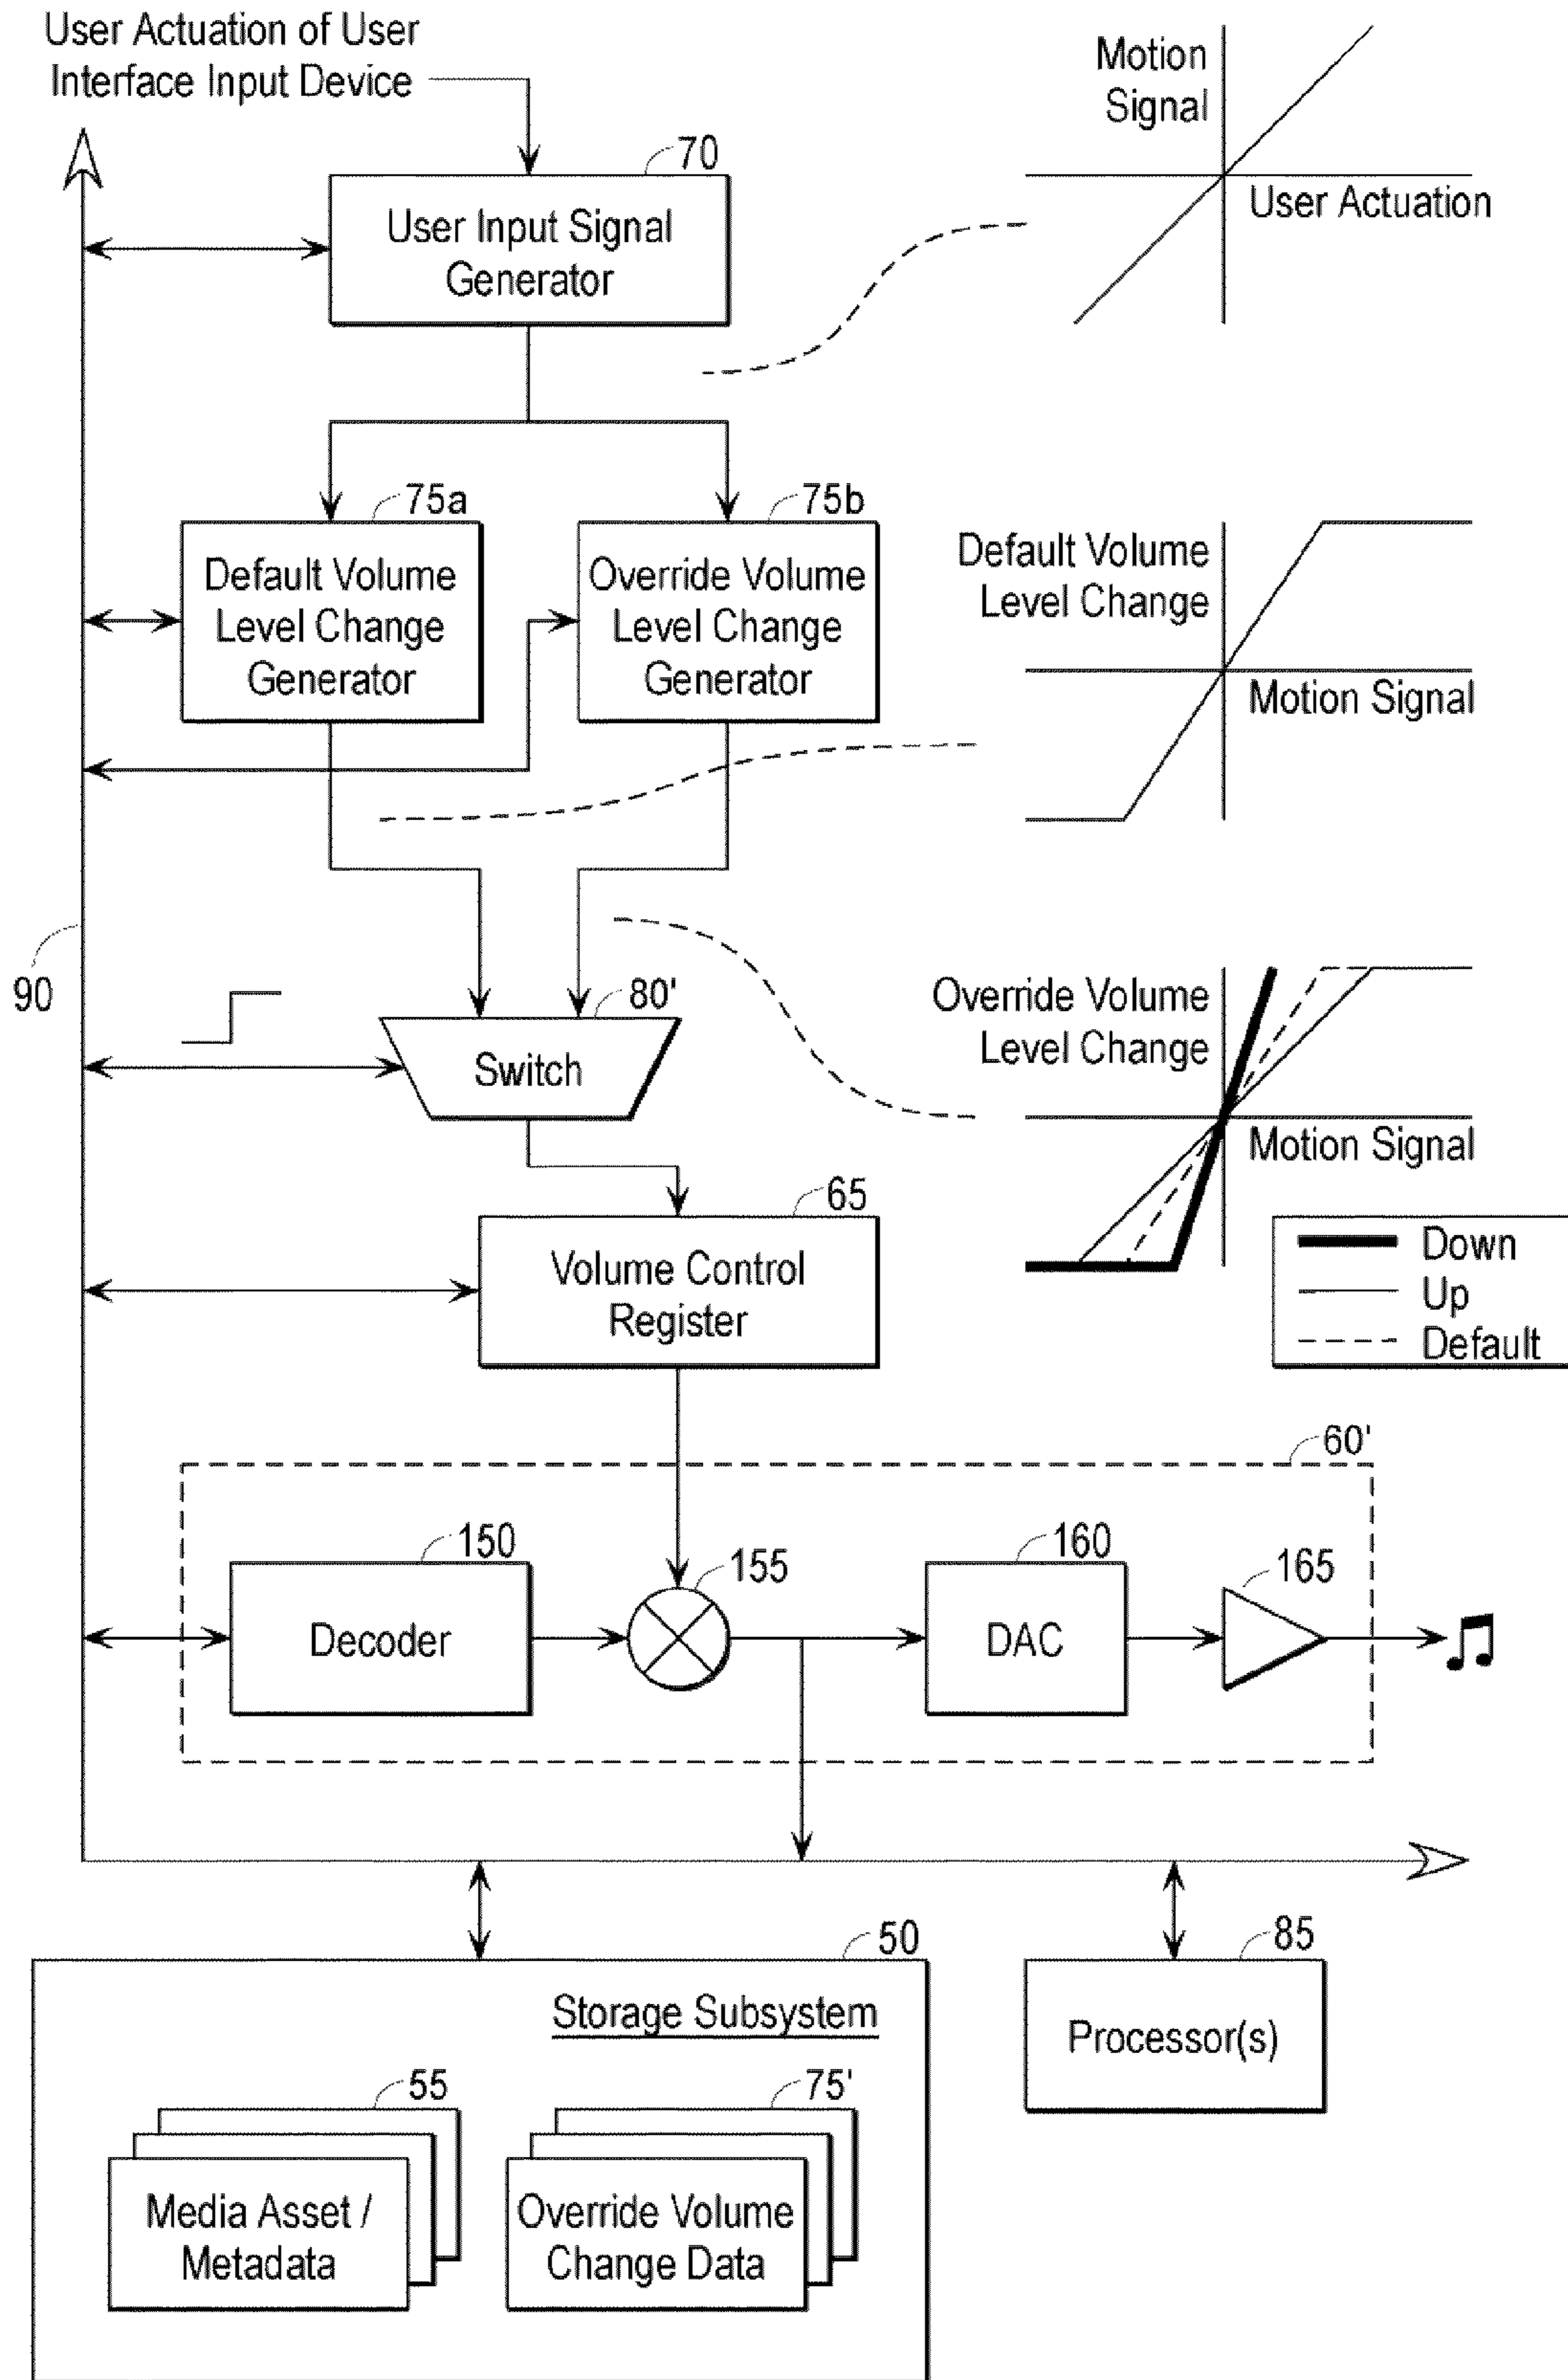 User Actuation of User
Interface Input Device
Motion
Signal
User Actuation
70
User Input Signal
Generator
75a
Default Volume
Level Change
Generator
75b
Override Volume
Level Change
Generator
Default Volume
Level Change
Motion Signal
90
80'
Switch
Override Volume
Level Change
Motion Signal
Down
Up
Default
65
Volume Control
Register
60'
150
Decoder
155
160
DAC
165
50
Storage Subsystem
55
Media Asset /
Metadata
75'
Override Volume
Change Data
85
Processor(s)